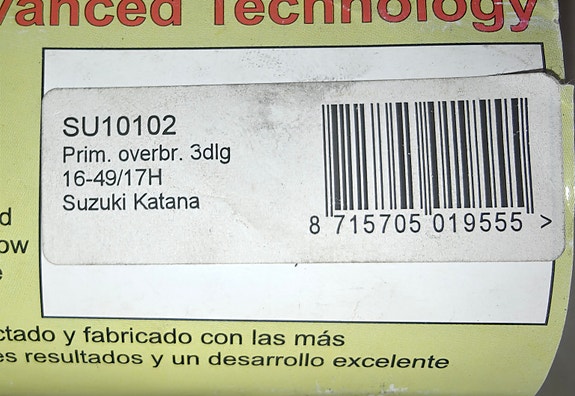 vanced Technology
SU10102
Prim. overbr. 3dlg
16-49/17H
Suzuki Katana
8 715705 019555 >
d
ow
e
ctado y fabricado con las más
es resultados y un desarrollo excelente